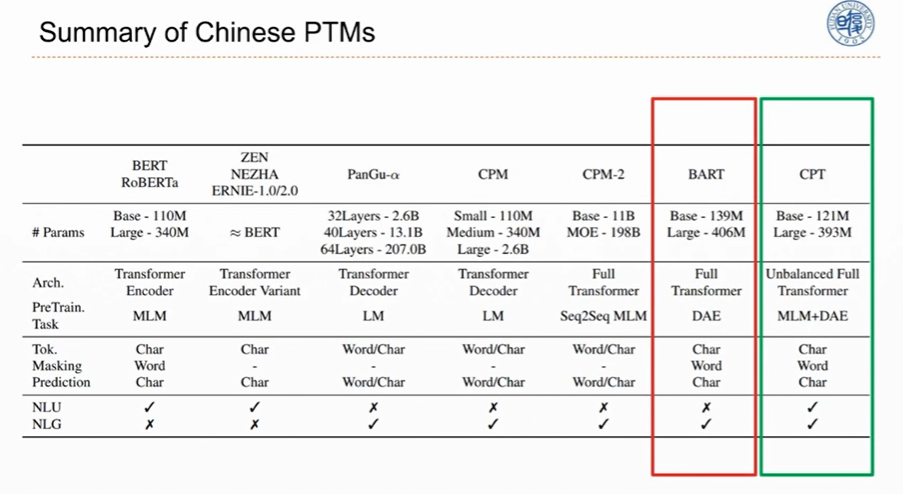 Summary of Chinese PTMs
FUDAN UNIVERSITY
1905
BERT
RoBERTa
ZEN
NEZHA
ERNIE-1.0/2.0
PanGu-α
CPM
CPM-2
BART
CPT
# Params
Base - 110M
Large - 340M
≈ BERT
32Layers - 2.6B
40Layers - 13.1B
64Layers - 207.0B
Small - 110M
Medium - 340M
Large - 2.6B
Base - 11B
MOE - 198B
Base - 139M
Large - 406M
Base - 121M
Large - 393M
Arch.
Transformer
Encoder
Transformer
Encoder Variant
Transformer
Decoder
Transformer
Decoder
Full
Transformer
Full
Transformer
Unbalanced Full
Transformer
PreTrain.
Task
MLM
MLM
LM
LM
Seq2Seq MLM
DAE
MLM+DAE
Tok. Char Char Word/Char Word/Char Word/Char Char Char
Masking Word - - - - Word Word
Prediction Char Char Word/Char Word/Char Word/Char Char Char
NLU ✓ ✓ ✗ ✗ ✗ ✗ ✓
NLG ✗ ✗ ✓ ✓ ✓ ✓ ✓